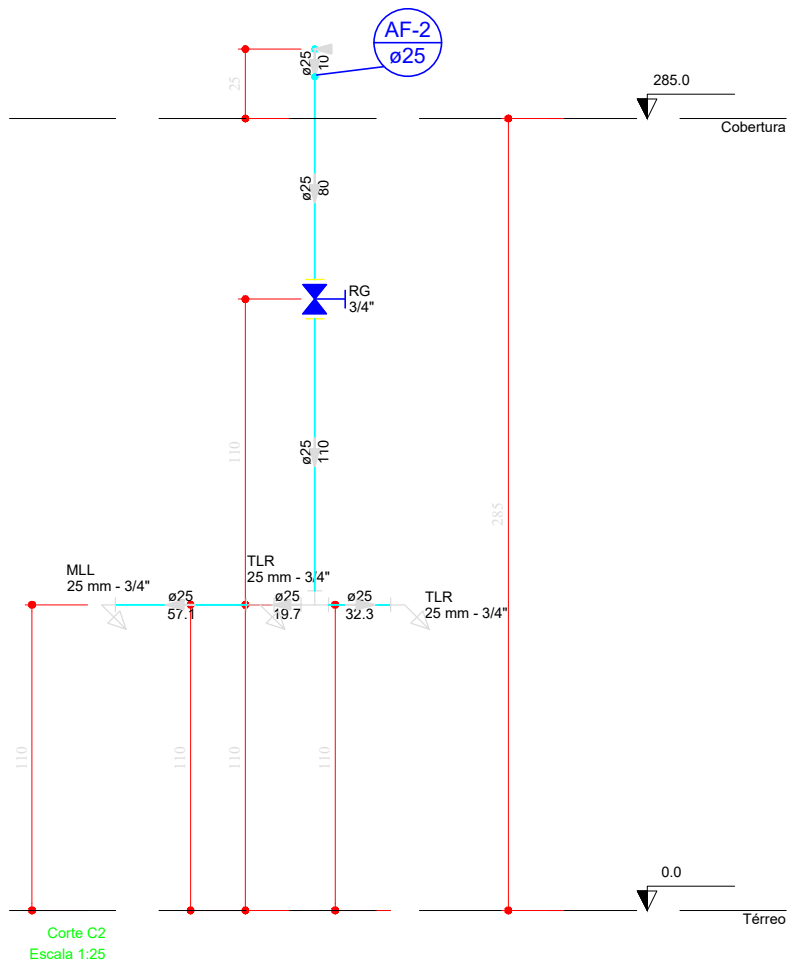 AF-2
ø25
ø25
10
25
285.0
Cobertura
ø25
80
RG
3/4"
110
ø25
110
285
MLL
25 mm - 3/4"
TLR
25 mm - 3/4"
TLR
25 mm - 3/4"
ø25
57.1
ø25
19.7
ø25
32.3
110
110
110
110
0.0
Térreo
Corte C2
Escala 1:25